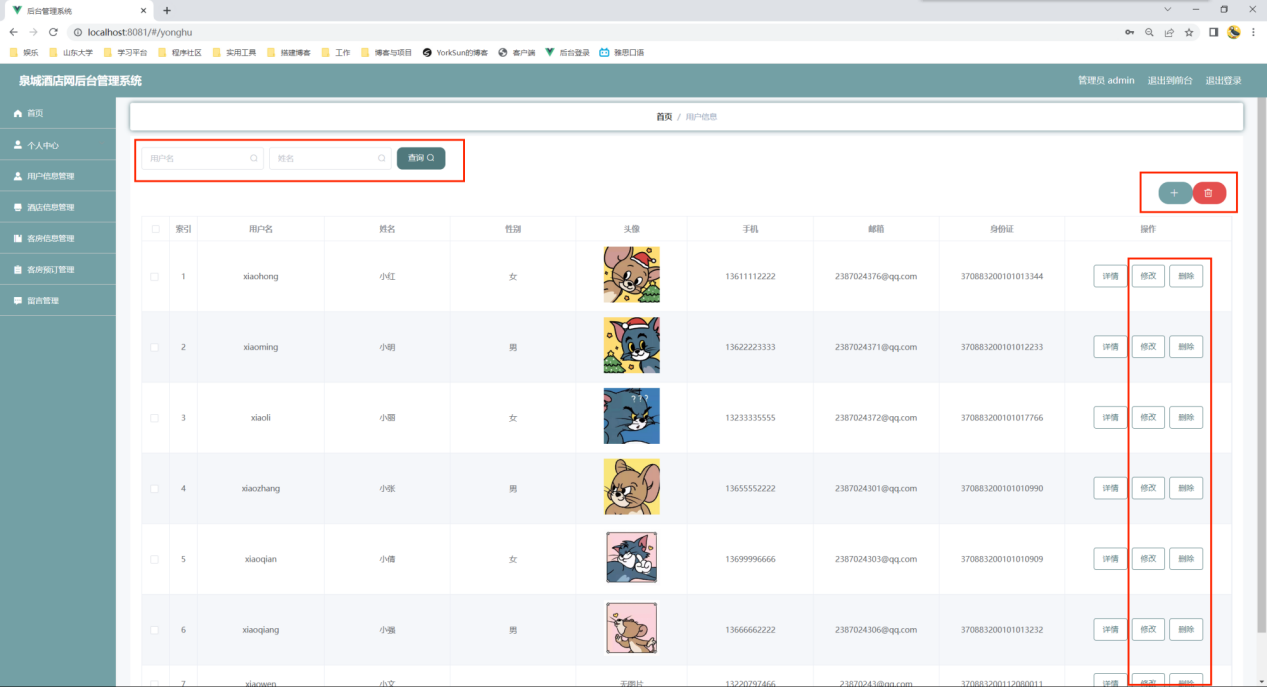 后台管理系统
localhost:8081/#/yonghu
娱乐 山东大学 学习平台 程序社区 实用工具 搭建博客 工作 博客与项目 YorkSun的博客 客户端 后台登录 雅思口语
泉城酒店网后台管理系统
管理员 admin 退出到前台 退出登录
首页
个人中心
用户信息管理
酒店信息管理
客房信息管理
客房预订管理
留言管理
首页 / 用户信息
用户名 姓名 查询
索引 用户名 姓名 性别 头像 手机 邮箱 身份证 操作
1 xiaohong 小红 女 13611112222 2387024376@qq.com 370883200101013344 详情 修改 删除
2 xiaoming 小明 男 13622223333 2387024371@qq.com 370883200101012233 详情 修改 删除
? ? ?
3 xiaoli 小丽 女 13233335555 2387024372@qq.com 370883200101017766 详情 修改 删除
4 xiaozhang 小张 男 13655552222 2387024301@qq.com 370883200101010990 详情 修改 删除
5 xiaoqian 小倩 女 13699996666 2387024303@qq.com 370883200101010909 详情 修改 删除
6 xiaoqiang 小强 男 13666662222 2387024306@qq.com 370883200101013232 详情 修改 删除
7 xiaowen 小文 无图片 13220797466 23870243@qq.com 370883200112080011 详情 修改 删除